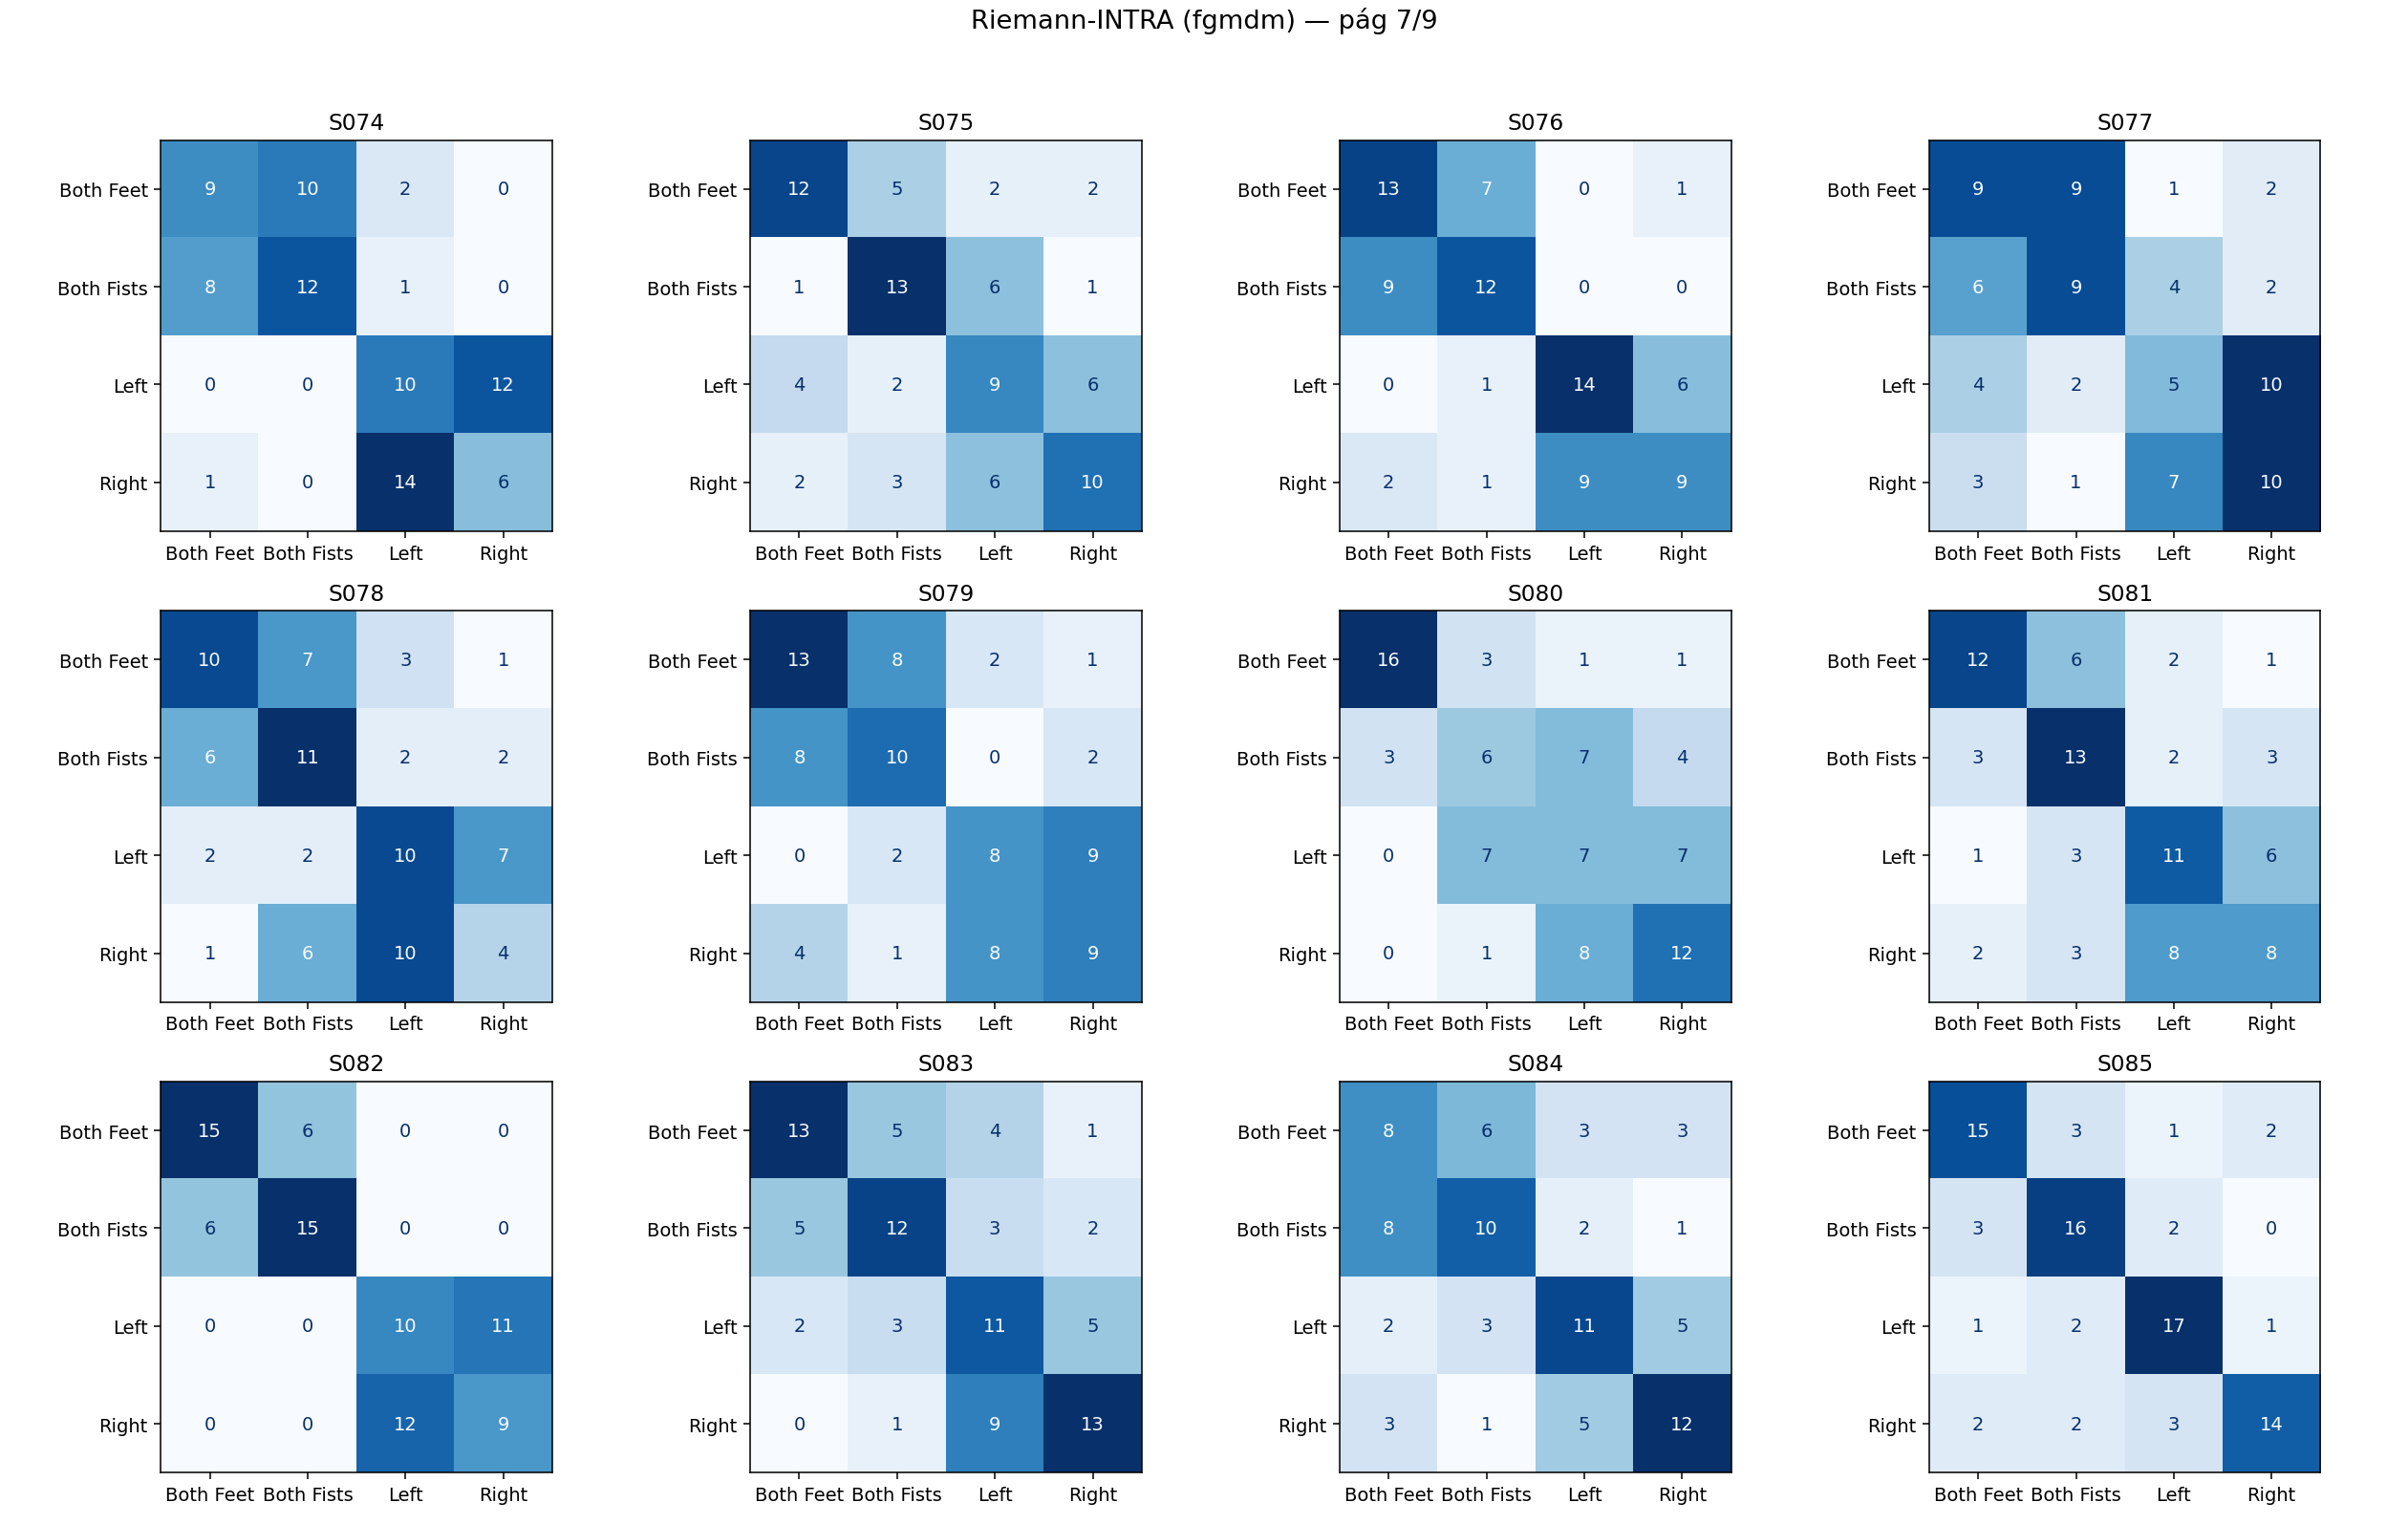 Riemann-INTRA (fgmdm) — pág 7/9
S074 S075 S076 S077
Both Feet 9 10 2 0 Both Feet 12 5 2 2 Both Feet 13 7 0 1 Both Feet 9 9 1 2
Both Fists 8 12 1 0 Both Fists 1 13 6 1 Both Fists 9 12 0 0 Both Fists 6 9 4 2
Left 0 0 10 12 Left 4 2 9 6 Left 0 1 14 6 Left 4 2 5 10
Right 1 0 14 6 Right 2 3 6 10 Right 2 1 9 9 Right 3 1 7 10
Both Feet Both Fists Left Right Both Feet Both Fists Left Right Both Feet Both Fists Left Right Both Feet Both Fists Left Right
S078 S079 S080 S081
Both Feet 10 7 3 1 Both Feet 13 8 2 1 Both Feet 16 3 1 1 Both Feet 12 6 2 1
Both Fists 6 11 2 2 Both Fists 8 10 0 2 Both Fists 3 6 7 4 Both Fists 3 13 2 3
Left 2 2 10 7 Left 0 2 8 9 Left 0 7 7 7 Left 1 3 11 6
Right 1 6 10 4 Right 4 1 8 9 Right 0 1 8 12 Right 2 3 8 8
Both Feet Both Fists Left Right Both Feet Both Fists Left Right Both Feet Both Fists Left Right Both Feet Both Fists Left Right
S082 S083 S084 S085
Both Feet 15 6 0 0 Both Feet 13 5 4 1 Both Feet 8 6 3 3 Both Feet 15 3 1 2
Both Fists 6 15 0 0 Both Fists 5 12 3 2 Both Fists 8 10 2 1 Both Fists 3 16 2 0
Left 0 0 10 11 Left 2 3 11 5 Left 2 3 11 5 Left 1 2 17 1
Right 0 0 12 9 Right 0 1 9 13 Right 3 1 5 12 Right 2 2 3 14
Both Feet Both Fists Left Right Both Feet Both Fists Left Right Both Feet Both Fists Left Right Both Feet Both Fists Left Right